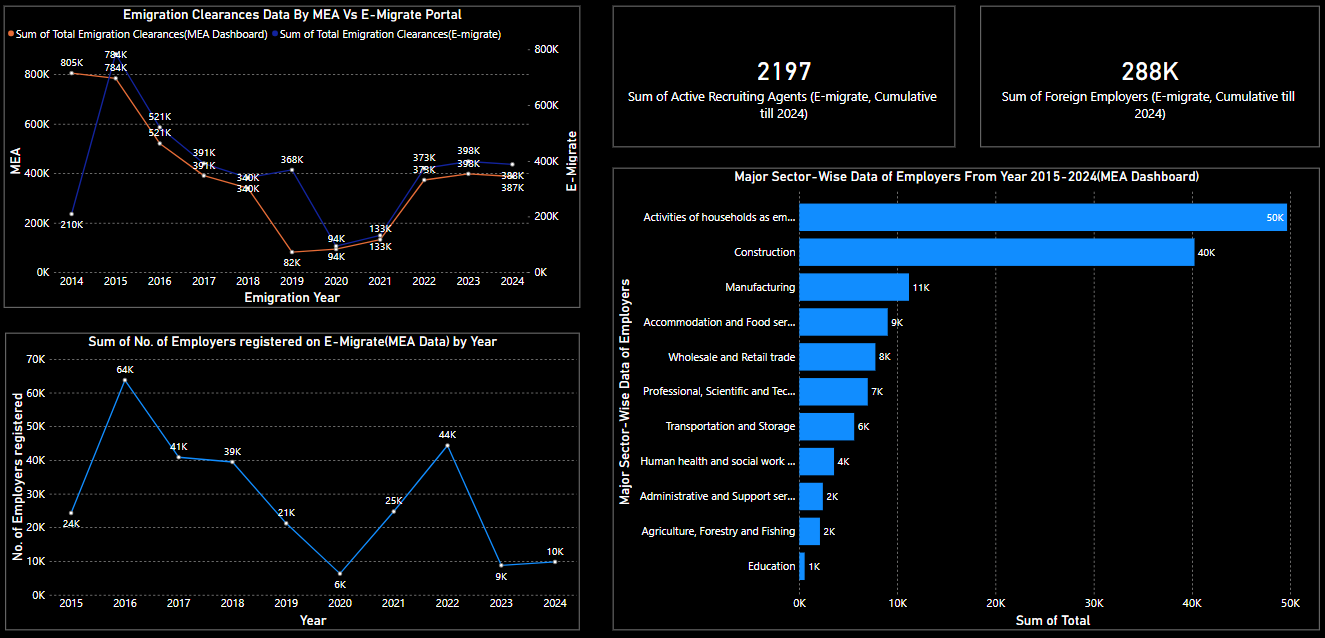 Emigration Clearances Data By MEA Vs E-Migrate Portal
Sum of Total Emigration Clearances(MEA Dashboard) Sum of Total Emigration Clearances(E-migrate)
800K
600K
400K
200K
0K
MEA
805K
784K
784K
521K
521K
391K
391K
340K
340K
368K
82K
94K
94K
133K
133K
373K
373K
398K
398K
388K
387K
210K
800K
600K
400K
200K
0K
E-Migrate
2014 2015 2016 2017 2018 2019 2020 2021 2022 2023 2024
Emigration Year
2197
Sum of Active Recruiting Agents (E-migrate, Cumulative
till 2024)
288K
Sum of Foreign Employers (E-migrate, Cumulative till
2024)
Sum of No. of Employers registered on E-Migrate(MEA Data) by Year
No. of Employers registered
70K
60K
50K
40K
30K
20K
10K
0K
24K
64K
41K
39K
21K
6K
25K
44K
9K
10K
2015 2016 2017 2018 2019 2020 2021 2022 2023 2024
Year
Major Sector-Wise Data of Employers From Year 2015-2024(MEA Dashboard)
Major Sector-Wise Data of Employers
Activities of households as em... 50K
Construction 40K
Manufacturing 11K
Accommodation and Food ser... 9K
Wholesale and Retail trade 8K
Professional, Scientific and Tec... 7K
Transportation and Storage 6K
Human health and social work ... 4K
Administrative and Support ser... 2K
Agriculture, Forestry and Fishing 2K
Education 1K
0K 10K 20K 30K 40K 50K
Sum of Total